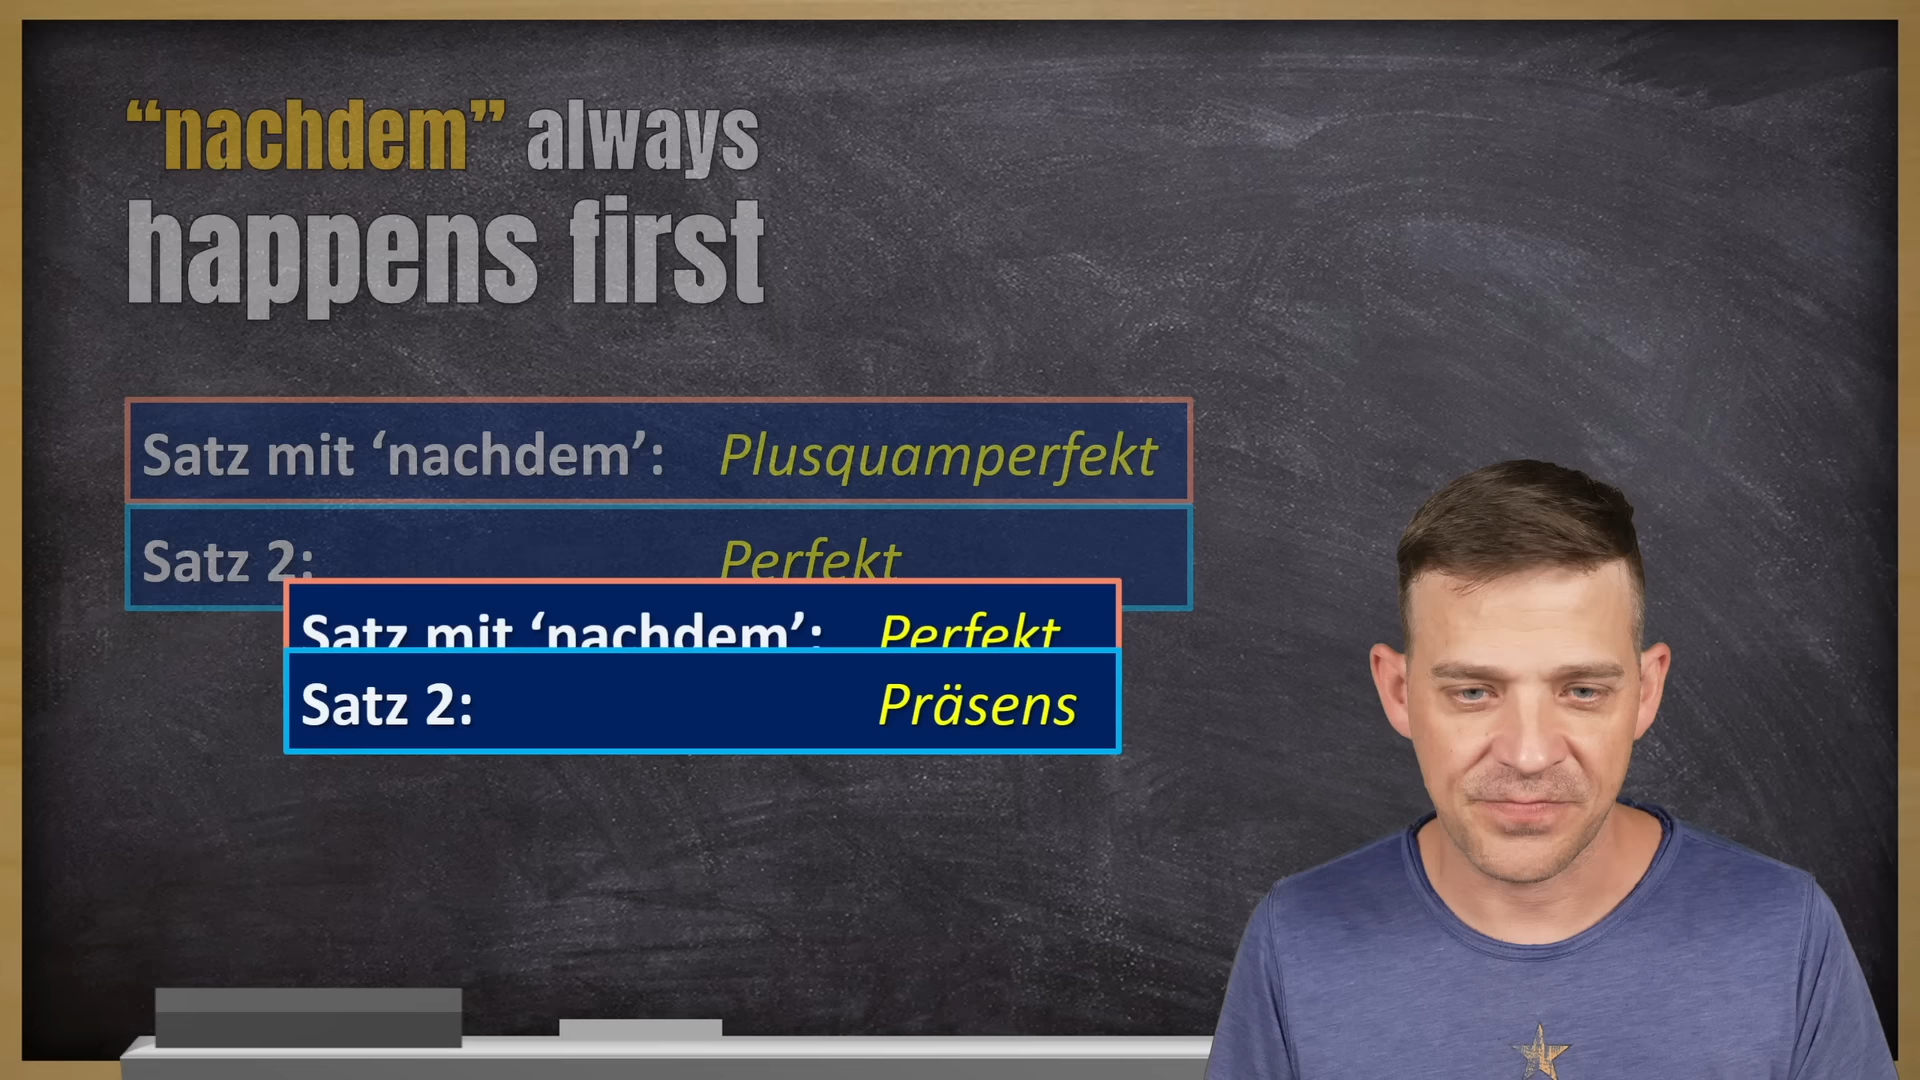 “nachdem” always
happens first
Satz mit ‘nachdem’: Plusquamperfekt
Satz 2: Perfekt
Satz mit ‘nachdem’: Perfekt
Satz 2: Präsens